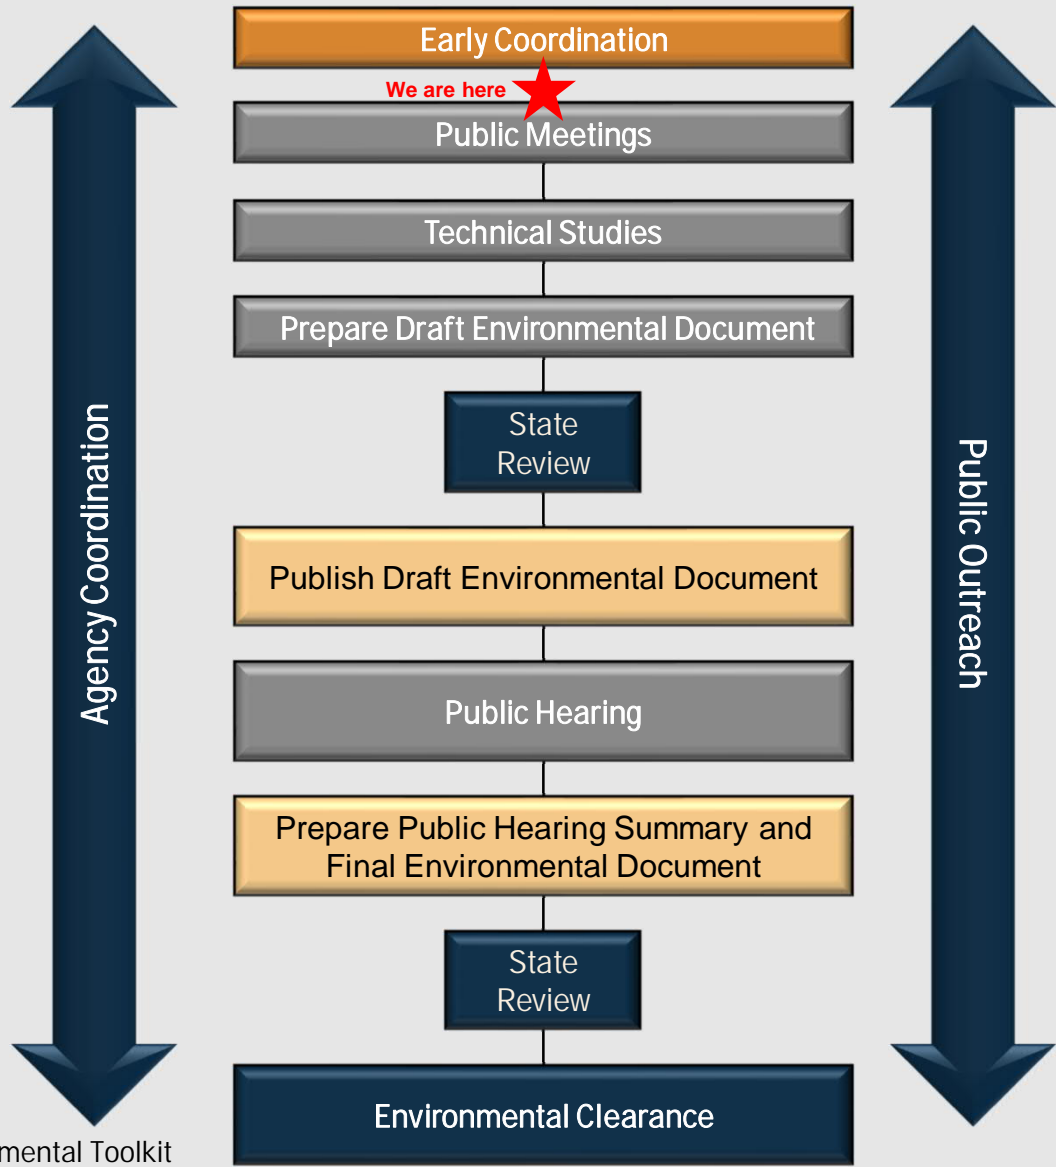 Early Coordination
We are here
Public Meetings
Technical Studies
Prepare Draft Environmental Document
State
Review
Publish Draft Environmental Document
Public Hearing
Prepare Public Hearing Summary and
Final Environmental Document
State
Review
Environmental Clearance
Agency Coordination
Public Outreach
mental Toolkit